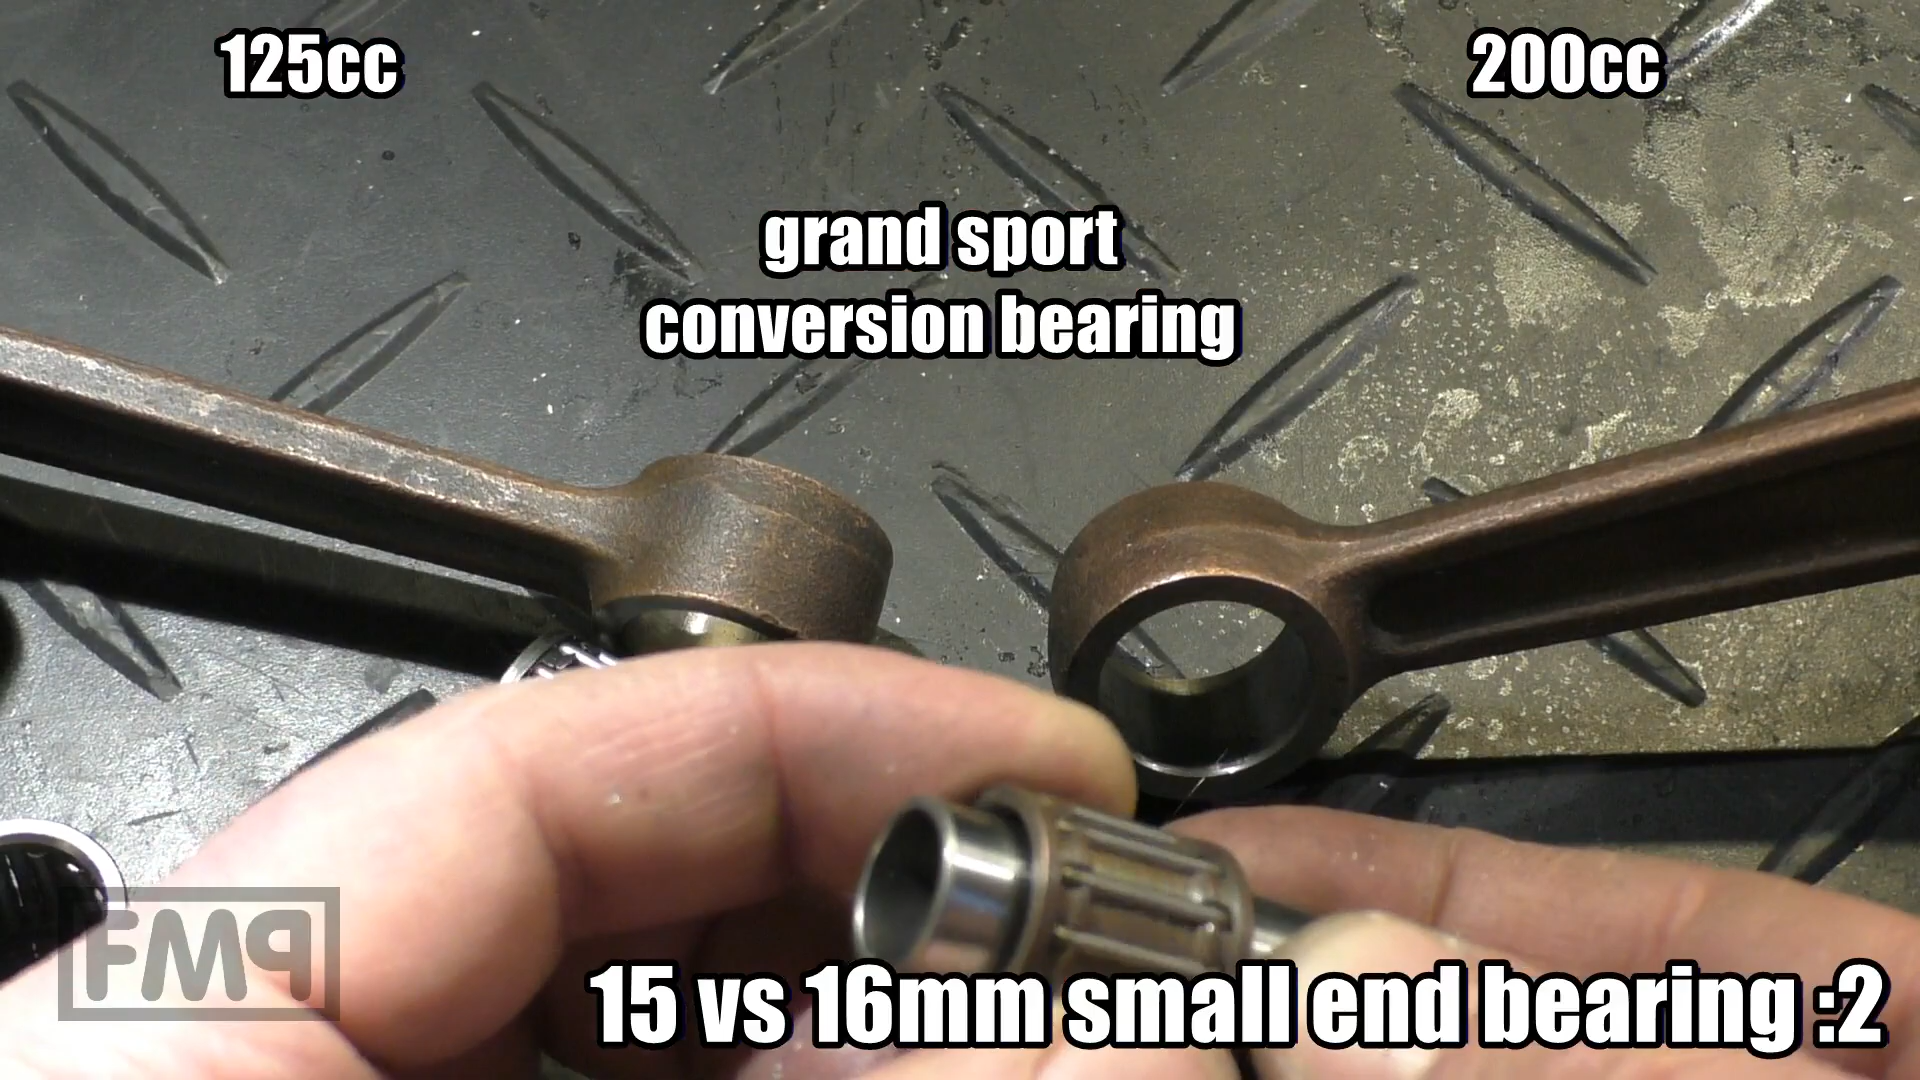 125cc
200cc
grand sport
conversion bearing
15 vs 16mm small end bearing :2
FMP